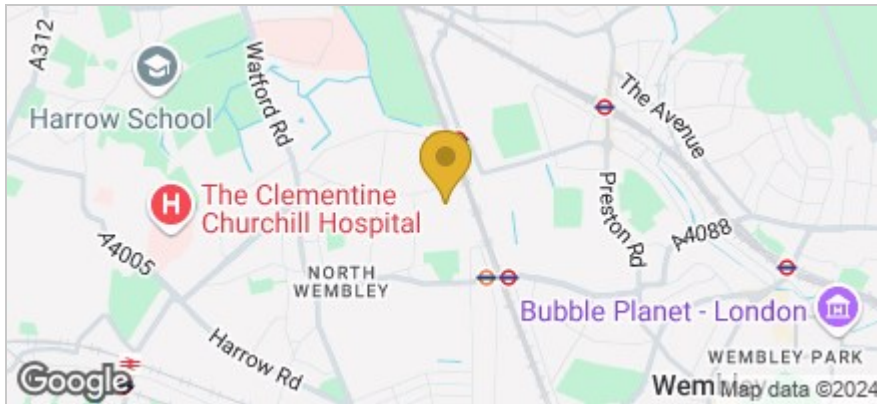 A312
Harrow School
Watford Rd
The Avenue
H
The Clementine
Churchill Hospital
Preston Rd
A4088
A4005
NORTH
WEMBLEY
Bubble Planet - London
Harrow Rd
WEMBLEY PARK
Google
Map data ©2024